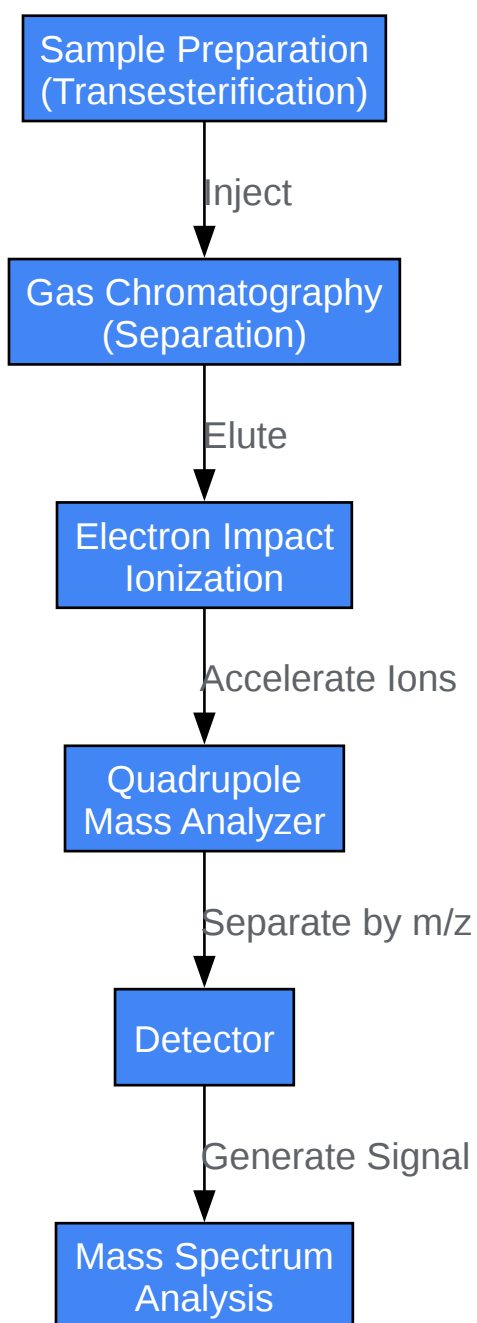 Sample Preparation
(Transesterification)
Inject
Gas Chromatography
(Separation)
Elute
Electron Impact
Ionization
Accelerate Ions
Quadrupole
Mass Analyzer
Separate by m/z
Detector
Generate Signal
Mass Spectrum
Analysis